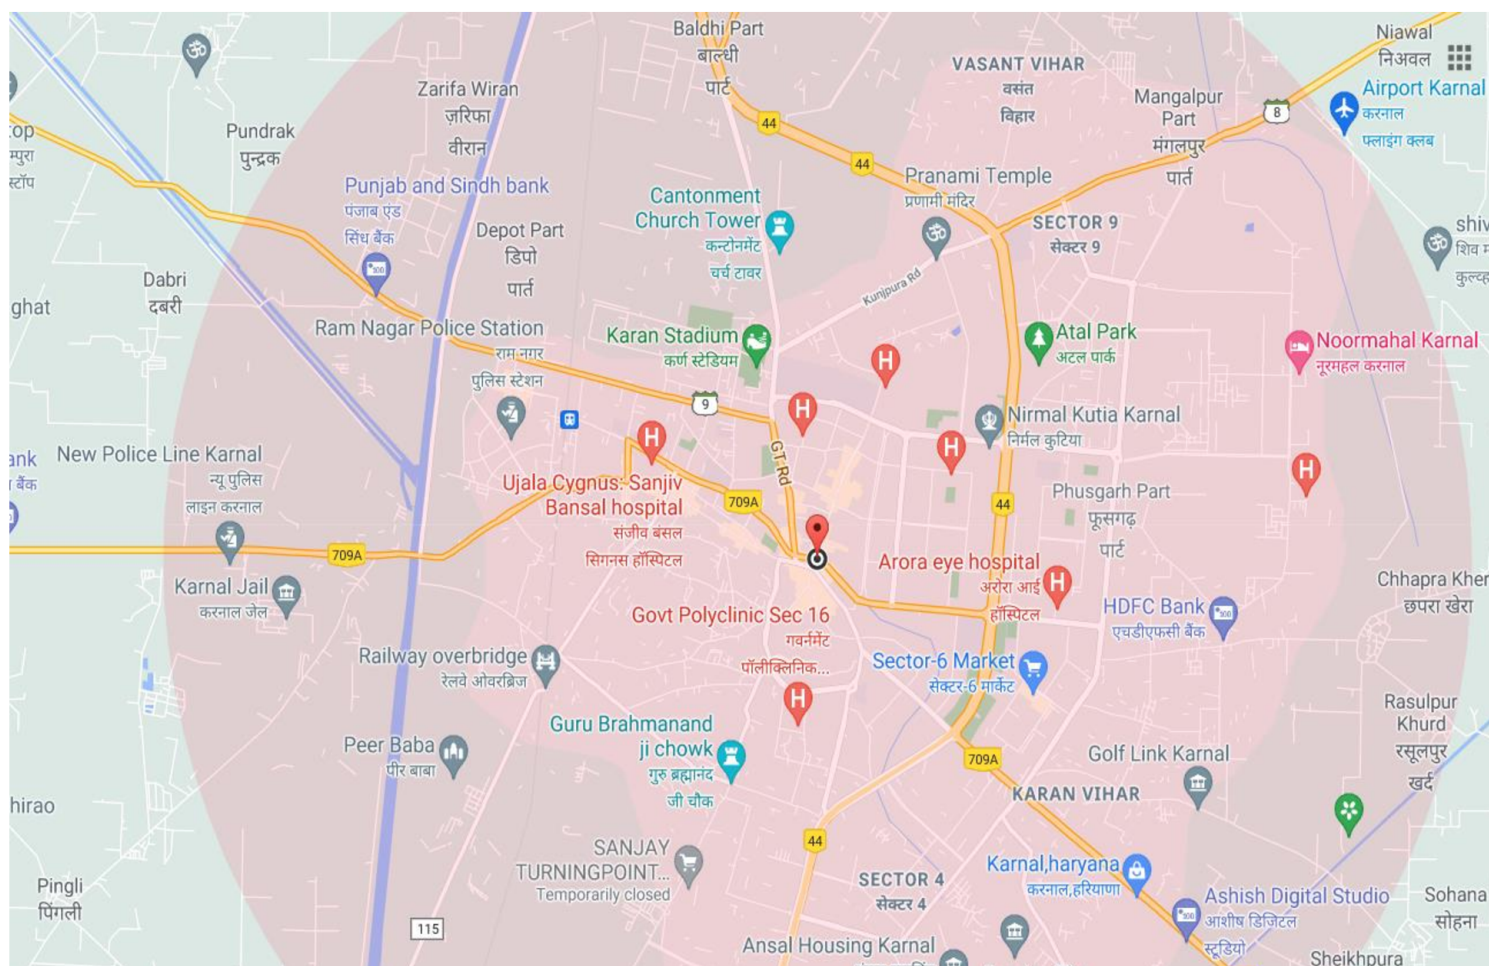 Baldhi Part
बाल्धी
पार्ट
Niawal
निअवल
VASANT VIHAR
वसंत
विहार
Zarifa Wiran
ज़रिफा
वीरान
Mangalpur
Part
मंगलपुर
पार्त
8
Airport Karnal
करनाल
फ्लाइंग क्लब
44
44
Pundrak
पुन्द्रक
top
म्पुरा
स्टॉप
Punjab and Sindh bank
पंजाब एंड
सिंध बैंक
Cantonment
Church Tower
कन्टोनमेंट
चर्च टावर
Pranami Temple
प्रणामी मंदिर
SECTOR 9
सेक्टर 9
shiv
शिव म
कुल्व्ह
Depot Part
डिपो
पार्त
Dabri
दबरी
ghat
Kunjpura Rd
Ram Nagar Police Station
राम नगर
पुलिस स्टेशन
Karan Stadium
कर्ण स्टेडियम
H
Atal Park
अटल पार्क
Noormahal Karnal
नूरमहल करनाल
9
H
H
H
Nirmal Kutia Karnal
निर्मल कुटिया
GT Rd
New Police Line Karnal
न्यू पुलिस
लाइन करनाल
ank
बैंक
H
Ujala Cygnus: Sanjiv
Bansal hospital
संजीव बंसल
सिगनस हॉस्पिटल
709A
44
Phusgarh Part
फूसगढ़
पार्ट
709A
Karnal Jail
करनाल जेल
Arora eye hospital
अरोरा आई
हॉस्पिटल
H
HDFC Bank
एचडीएफसी बैंक
Chhapra Kher
छपरा खेरा
Govt Polyclinic Sec 16
गवर्नमेंट
पॉलीक्लिनिक...
H
Railway overbridge
रेलवे ओवरब्रिज
Sector-6 Market
सेक्टर-6 मार्केट
Rasulpur
Khurd
रसूलपुर
खर्द
Guru Brahmanand
ji chowk
गुरु ब्रह्मानंद
जी चौक
Peer Baba
पीर बाबा
709A
Golf Link Karnal
KARAN VIHAR
hirao
44
SANJAY
TURNINGPOINT...
Temporarily closed
Karnal,haryana
करनाल,हरियाणा
SECTOR 4
सेक्टर 4
Pingli
पिंगली
Ashish Digital Studio
आशीष डिजिटल
स्टूडियो
Sohana
सोहना
115
Ansal Housing Karnal
Sheikhpura